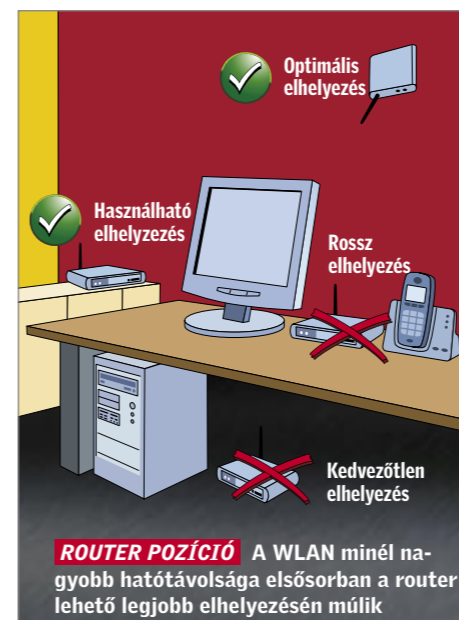 Optimális
elhelyezés
Használható
elhelyzezés
Rossz
elhelyezés
Kedvezőtlen
elhelyezés
ROUTER POZÍCIÓ A WLAN minél na-
gyobb hatótávolsága elsősorban a router
lehető legjobb elhelyezésén múlik